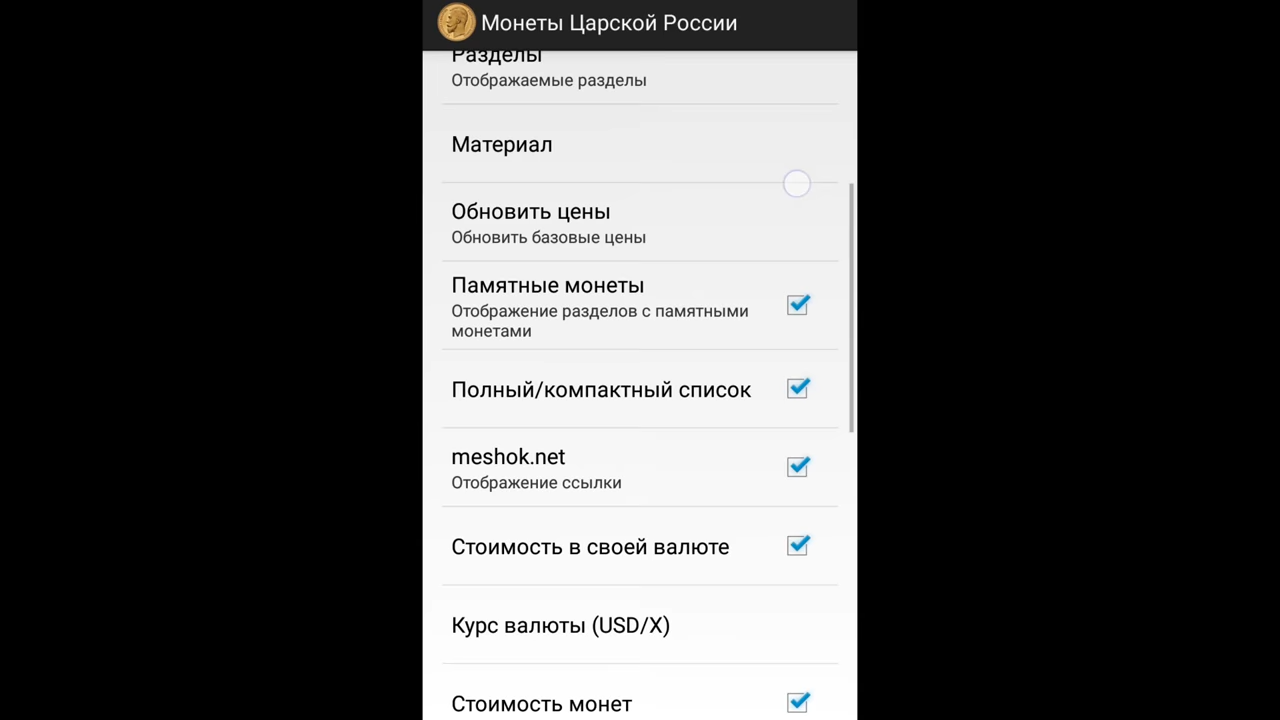 Монеты Царской России
Разделы
Отображаемые разделы
Материал
Обновить цены
Обновить базовые цены
Памятные монеты
Отображение разделов с памятными
монетами
Полный/компактный список
meshok.net
Отображение ссылки
Стоимость в своей валюте
Курс валюты (USD/X)
Стоимость монет